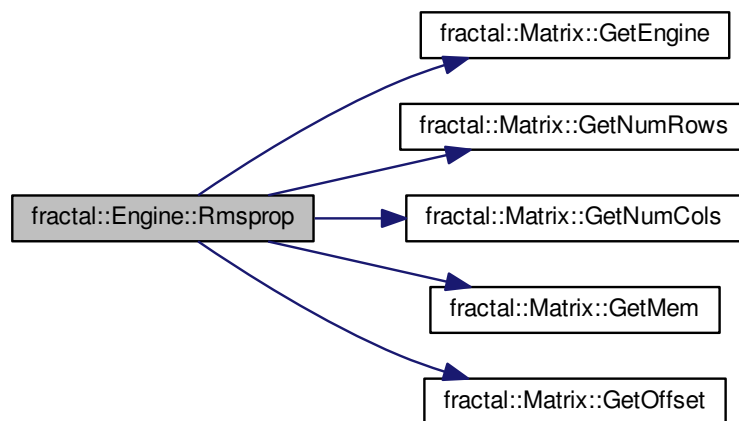 fractal::Matrix::GetEngine
fractal::Matrix::GetNumRows
fractal::Engine::Rmsprop
fractal::Matrix::GetNumCols
fractal::Matrix::GetMem
fractal::Matrix::GetOffset